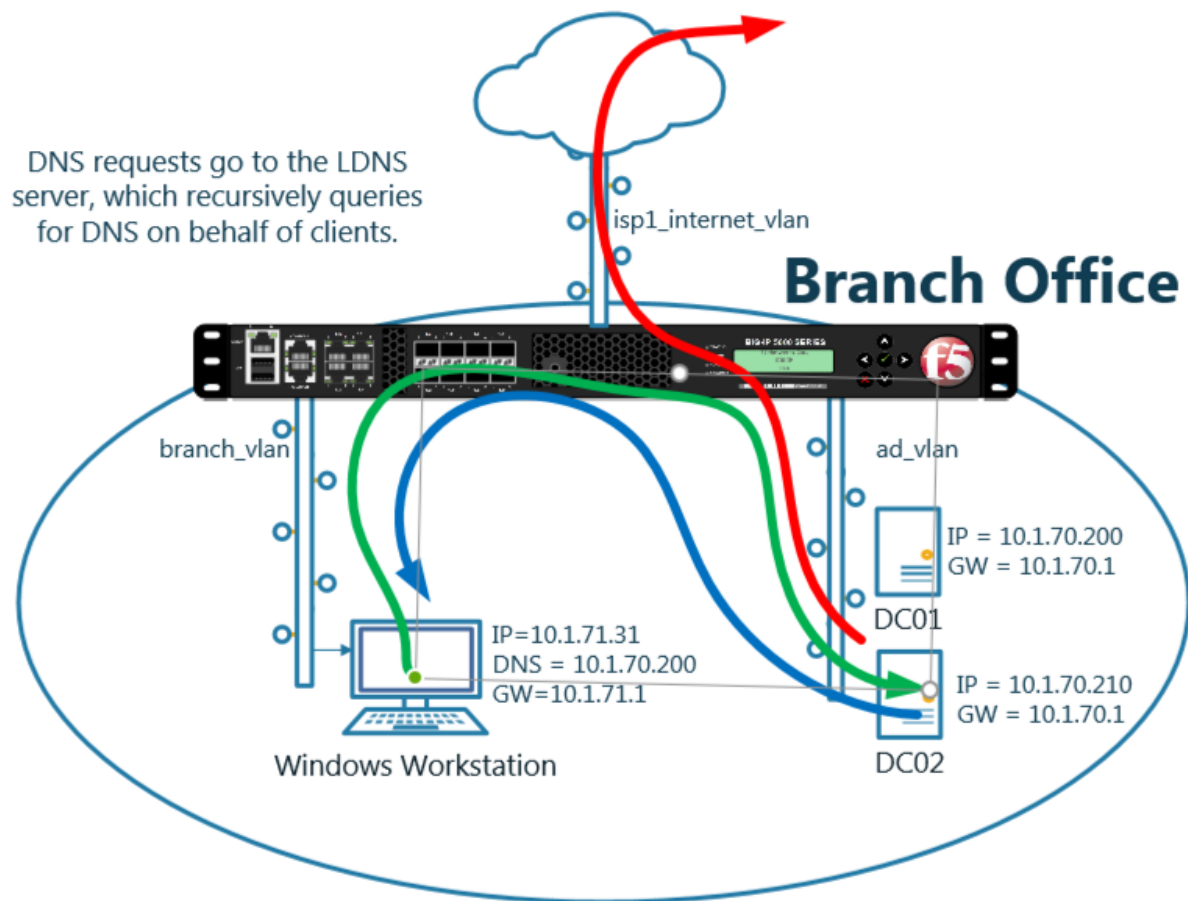 DNS requests go to the LDNS
server, which recursively queries
for DNS on behalf of clients.
isp1_internet_vlan
Branch Office
BIG-IP 5000 SERIES
f5
branch_vlan
ad_vlan
IP = 10.1.70.200
GW = 10.1.70.1
DC01
IP=10.1.71.31
DNS = 10.1.70.200
GW=10.1.71.1
IP = 10.1.70.210
GW = 10.1.70.1
Windows Workstation
DC02